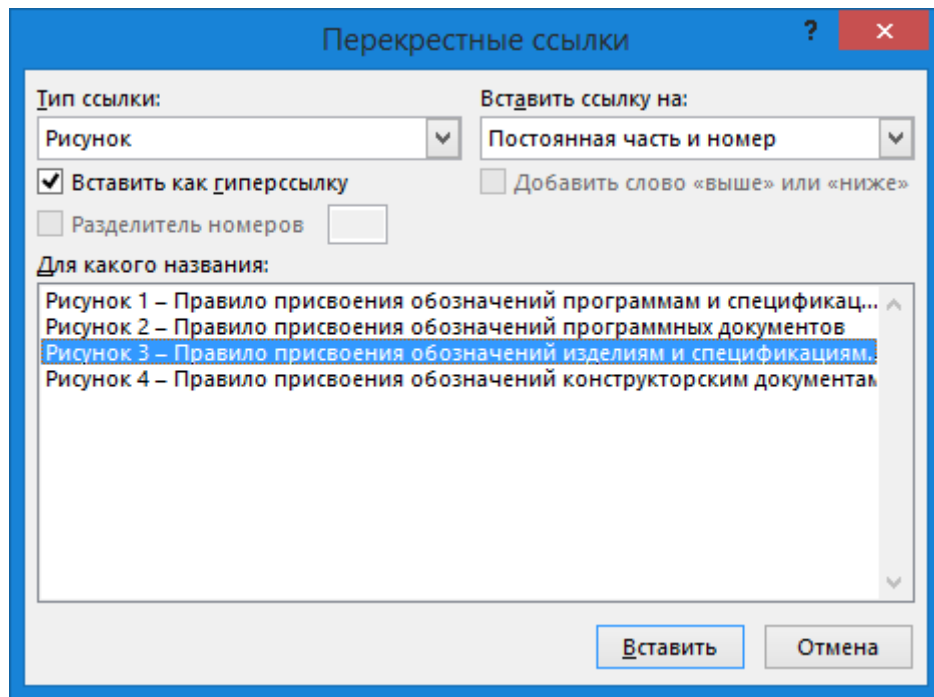 Перекрестные ссылки ?
Тип ссылки: Вставить ссылку на:
Рисунок Постоянная часть и номер
Вставить как гиперссылку Добавить слово «выше» или «ниже»
Разделитель номеров
Для какого названия:
Рисунок 1 – Правило присвоения обозначений программам и спецификац...
Рисунок 2 – Правило присвоения обозначений программных документов
Рисунок 3 – Правило присвоения обозначений изделиям и спецификациям...
Рисунок 4 – Правило присвоения обозначений конструкторским документам
Вставить Отмена